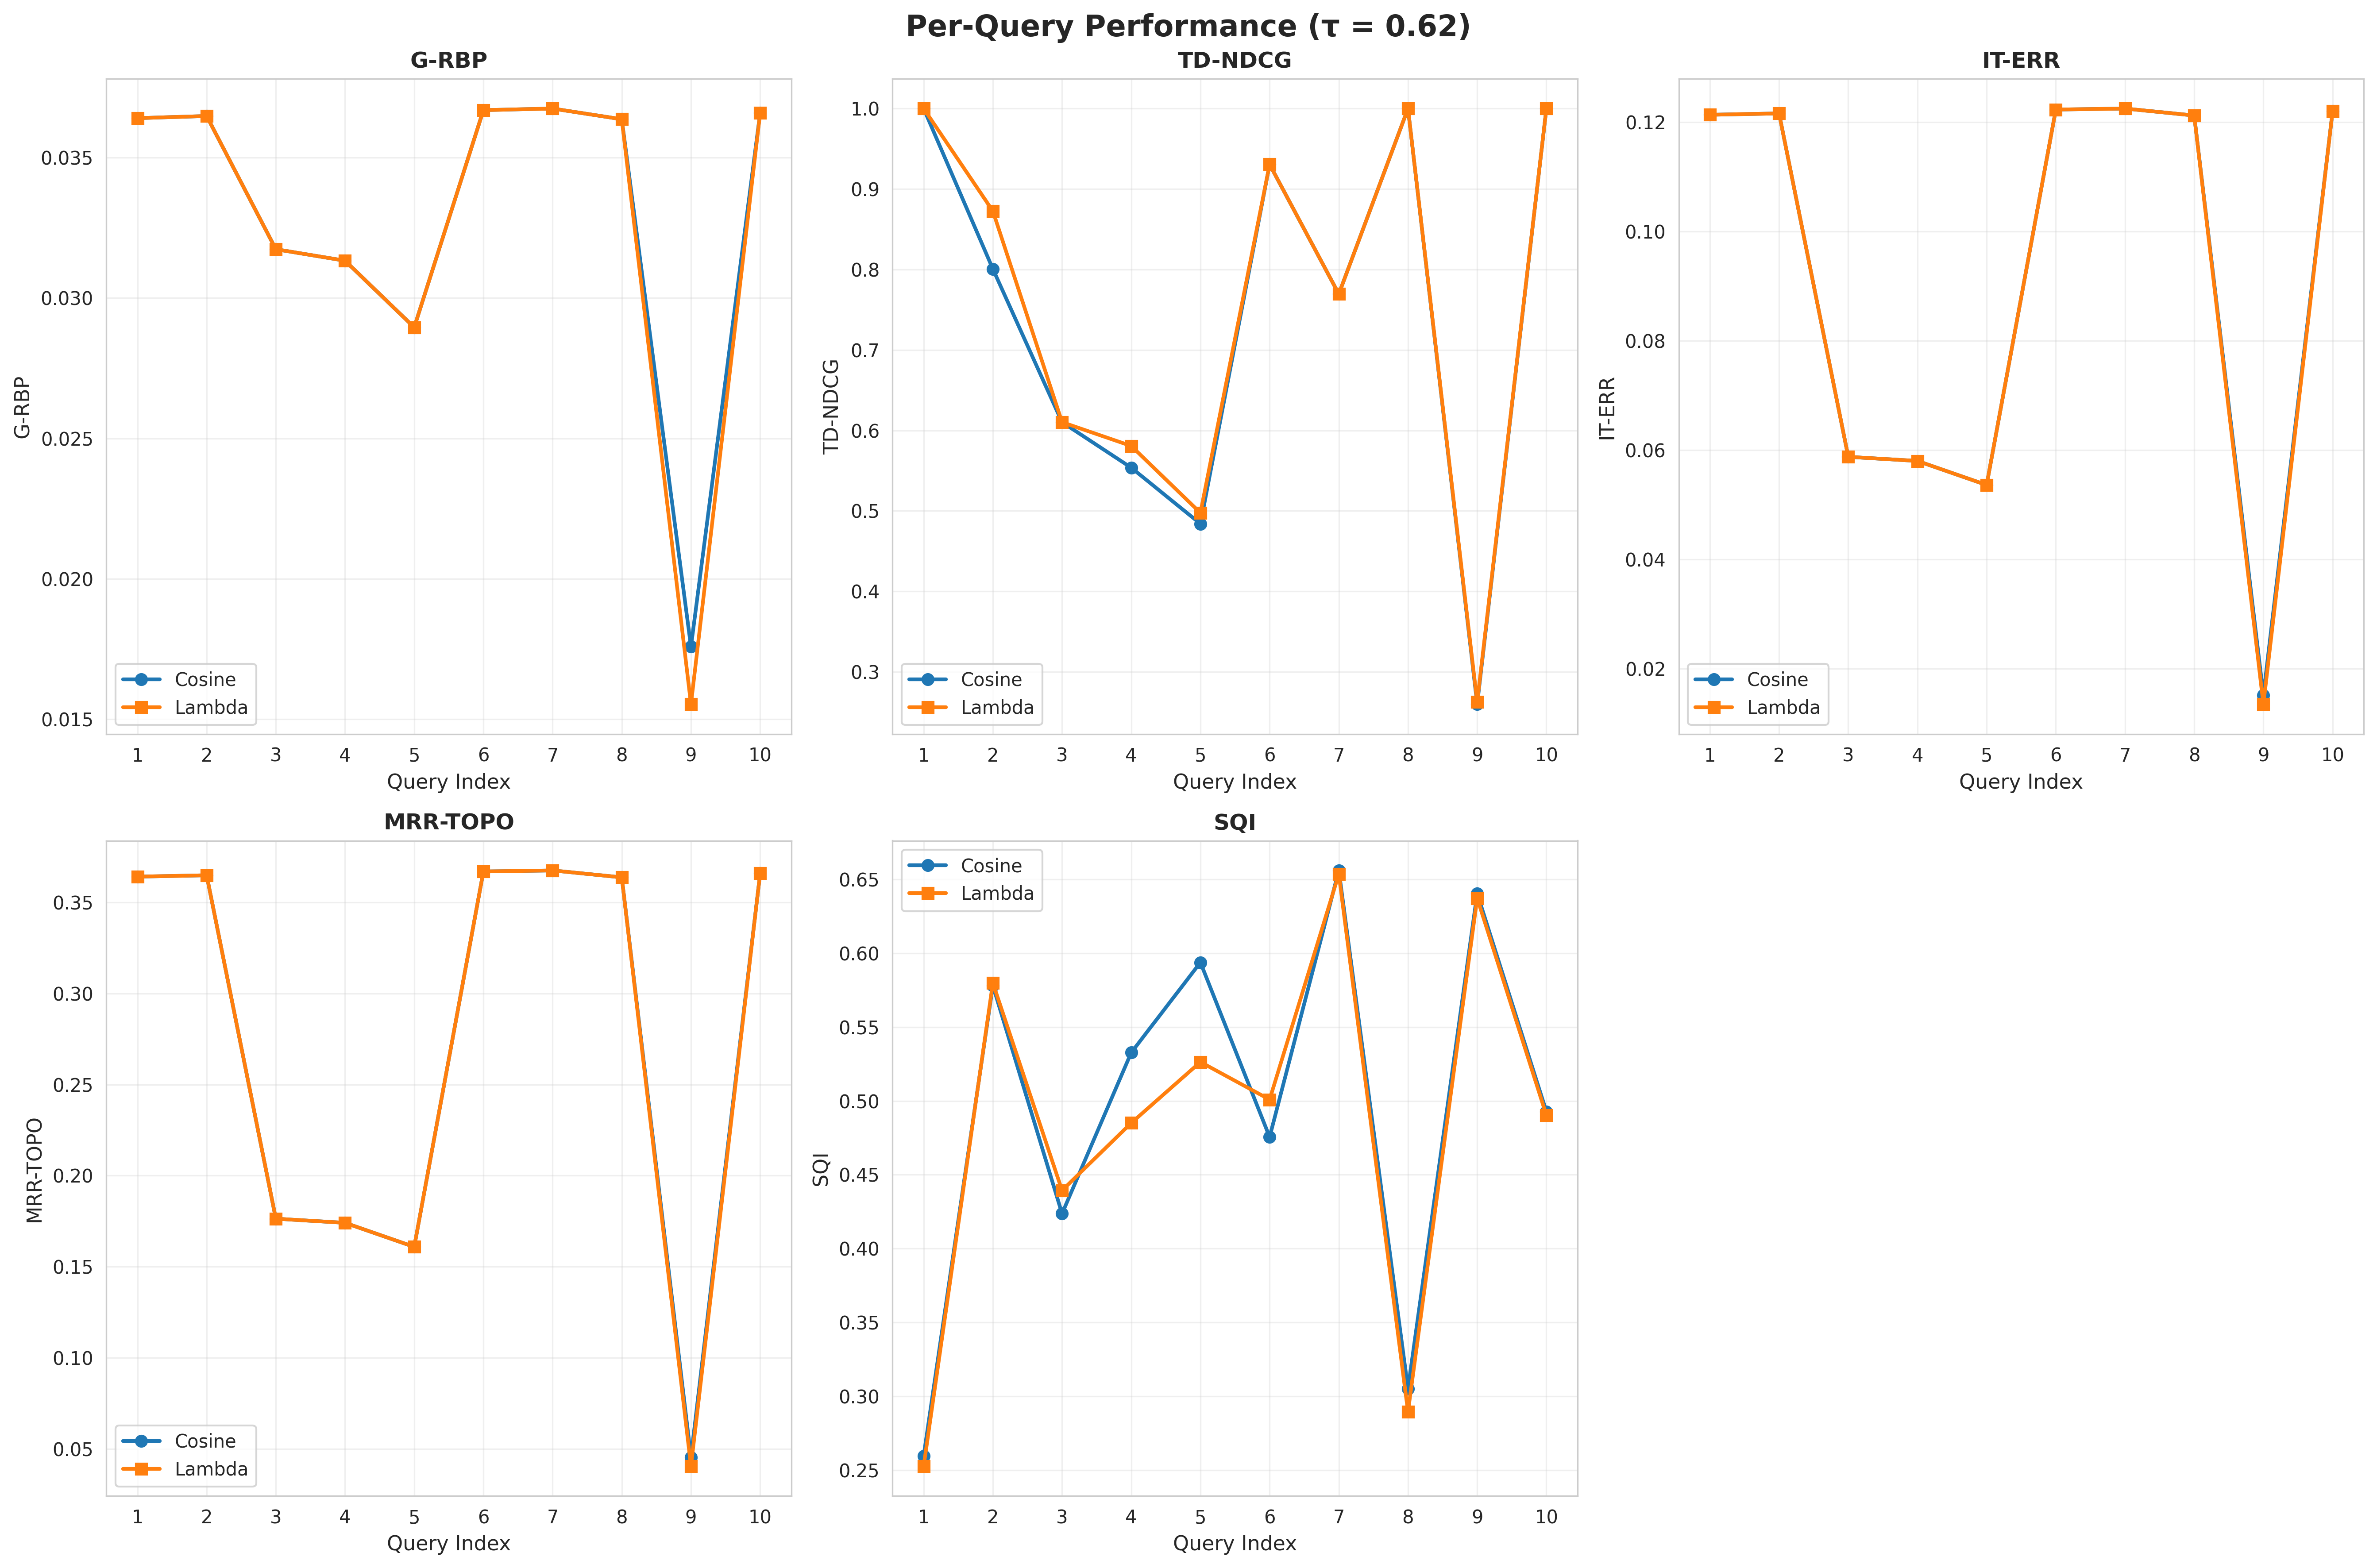 Per-Query Performance (τ = 0.62)
G-RBP
0.035
0.030
0.025
0.020
0.015
G-RBP
Cosine
Lambda
1 2 3 4 5 6 7 8 9 10
Query Index
TD-NDCG
1.0
0.9
0.8
0.7
0.6
0.5
0.4
0.3
TD-NDCG
Cosine
Lambda
1 2 3 4 5 6 7 8 9 10
Query Index
IT-ERR
0.12
0.10
0.08
0.06
0.04
0.02
IT-ERR
Cosine
Lambda
1 2 3 4 5 6 7 8 9 10
Query Index
MRR-TOPO
0.35
0.30
0.25
0.20
0.15
0.10
0.05
MRR-TOPO
Cosine
Lambda
1 2 3 4 5 6 7 8 9 10
Query Index
SQI
Cosine
Lambda
0.65
0.60
0.55
0.50
0.45
0.40
0.35
0.30
0.25
SQI
1 2 3 4 5 6 7 8 9 10
Query Index